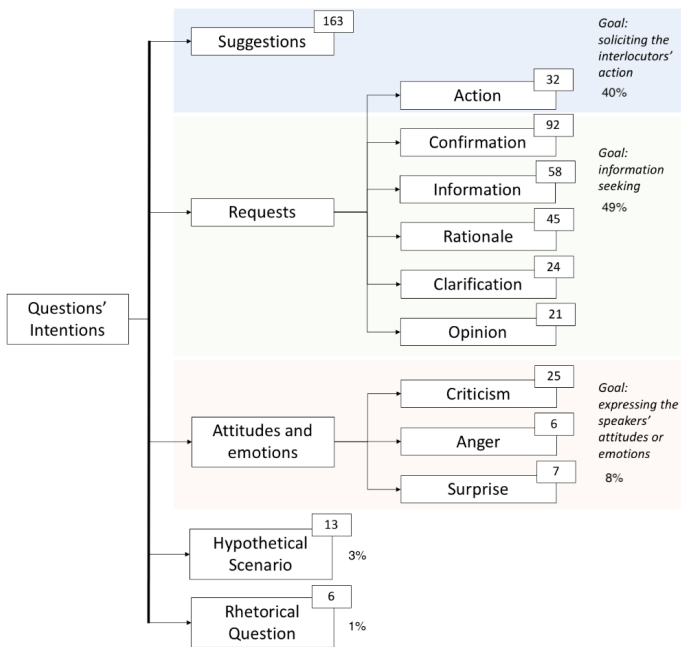 163
Suggestions
Goal:
soliticing the
interlocutors'
action
40%
32
Action
92
Confirmation
58
Information
Goal:
information
seeking
49%
Requests
45
Rationale
24
Clarification
21
Opinion
Questions'
Intentions
25
Criticism
Attitudes and
emotions
6
Anger
7
Surprise
Goal:
expressing the
speakers'
attitudes or
emotions
8%
13
Hypothetical
Scenario
3%
6
Rhetorical
Question
1%